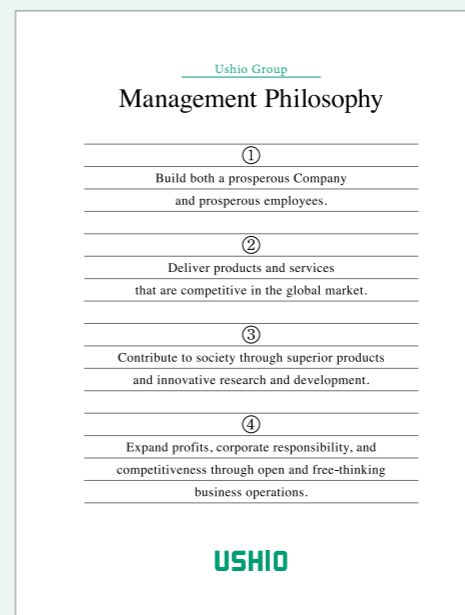 Ushio Group
Management Philosophy
①
Build both a prosperous Company
and prosperous employees.
②
Deliver products and services
that are competitive in the global market.
③
Contribute to society through superior products
and innovative research and development.
④
Expand profits, corporate responsibility, and
competitiveness through open and free-thinking
business operations.
USHIO